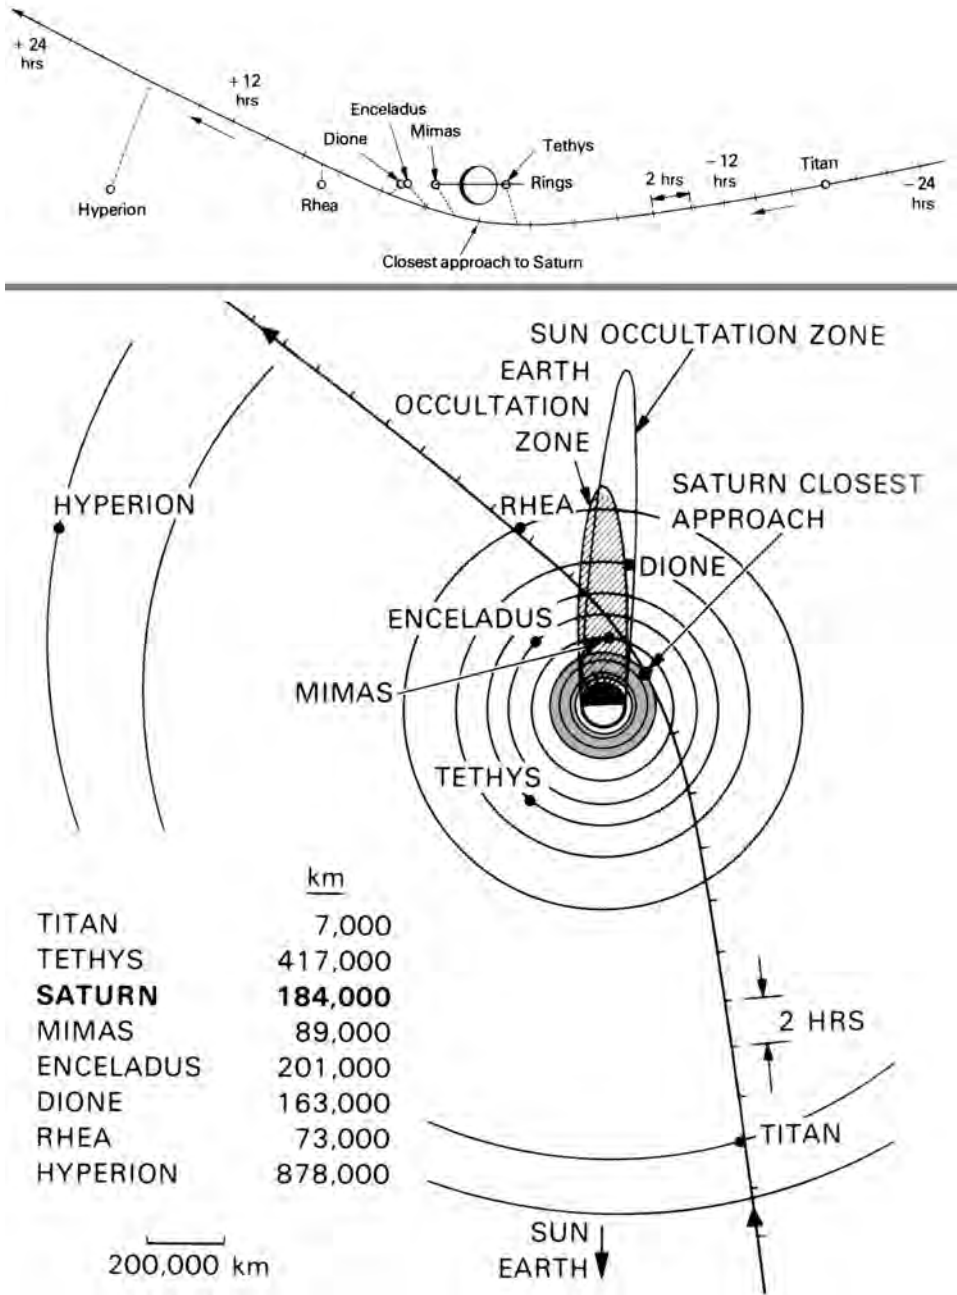 + 24
hrs
+ 12
hrs
Enceladus
Mimas
Dione
Tethys
Rings
Rhea
Hyperion
2 hrs
- 12
hrs
Titan
- 24
hrs
Closest approach to Saturn
SUN OCCULTATION ZONE
EARTH
OCCULTATION
ZONE
SATURN CLOSEST
APPROACH
HYPERION
RHEA
DIONE
ENCELADUS
MIMAS
TETHYS
km
TITAN 7,000
TETHYS 417,000
SATURN 184,000
MIMAS 89,000
ENCELADUS 201,000
DIONE 163,000
RHEA 73,000
HYPERION 878,000
2 HRS
TITAN
SUN
EARTH
200,000 km